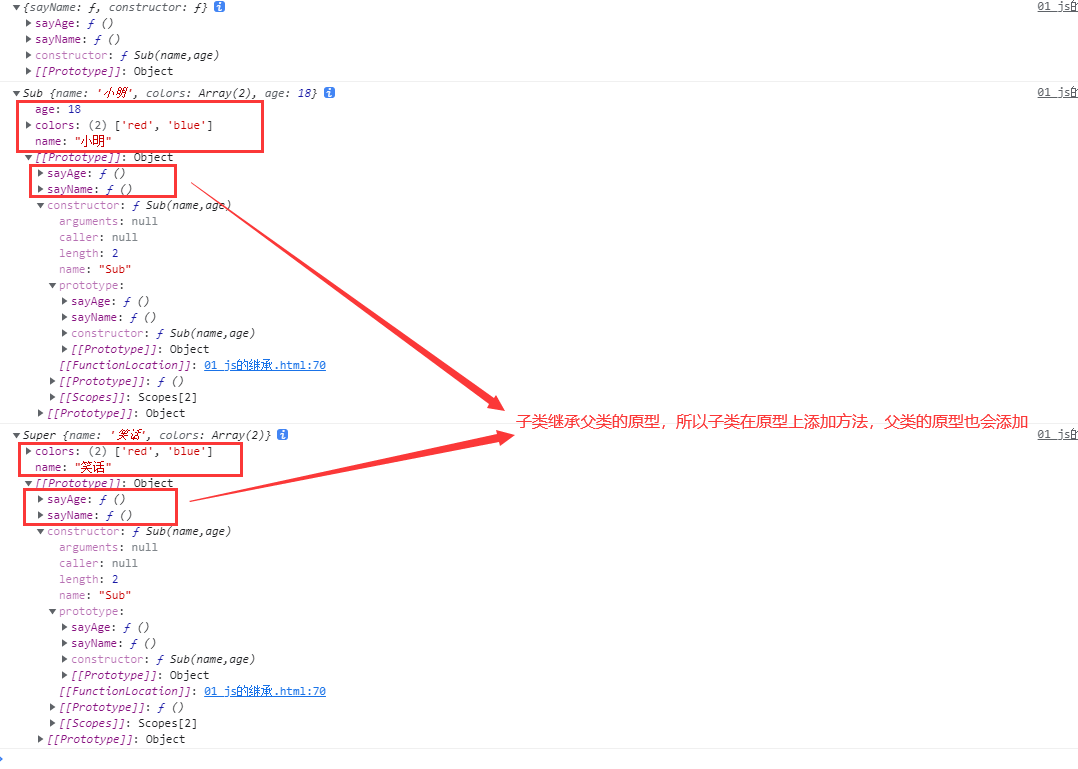 {sayName: ƒ, constructor: ƒ}
01 js的
sayAge: ƒ ()
sayName: ƒ ()
constructor: ƒ Sub(name,age)
[[Prototype]]: Object
Sub {name: '小明', colors: Array(2), age: 18}
01 js的
age: 18
colors: (2) ['red', 'blue']
name: "小明"
[[Prototype]]: Object
sayAge: ƒ ()
sayName: ƒ ()
constructor: ƒ Sub(name,age)
arguments: null
caller: null
length: 2
name: "Sub"
prototype:
sayAge: ƒ ()
sayName: ƒ ()
constructor: ƒ Sub(name,age)
[[Prototype]]: Object
[[FunctionLocation]]: 01 js的继承.html:70
[[Prototype]]: ƒ ()
[[Scopes]]: Scopes[2]
[[Prototype]]: Object
子类继承父类的原型，所以子类在原型上添加方法，父类的原型也会添加
Super {name: '笑话', colors: Array(2)}
01 js的
colors: (2) ['red', 'blue']
name: "笑话"
[[Prototype]]: Object
sayAge: ƒ ()
sayName: ƒ ()
constructor: ƒ Sub(name,age)
arguments: null
caller: null
length: 2
name: "Sub"
prototype:
sayAge: ƒ ()
sayName: ƒ ()
constructor: ƒ Sub(name,age)
[[Prototype]]: Object
[[FunctionLocation]]: 01 js的继承.html:70
[[Prototype]]: ƒ ()
[[Scopes]]: Scopes[2]
[[Prototype]]: Object